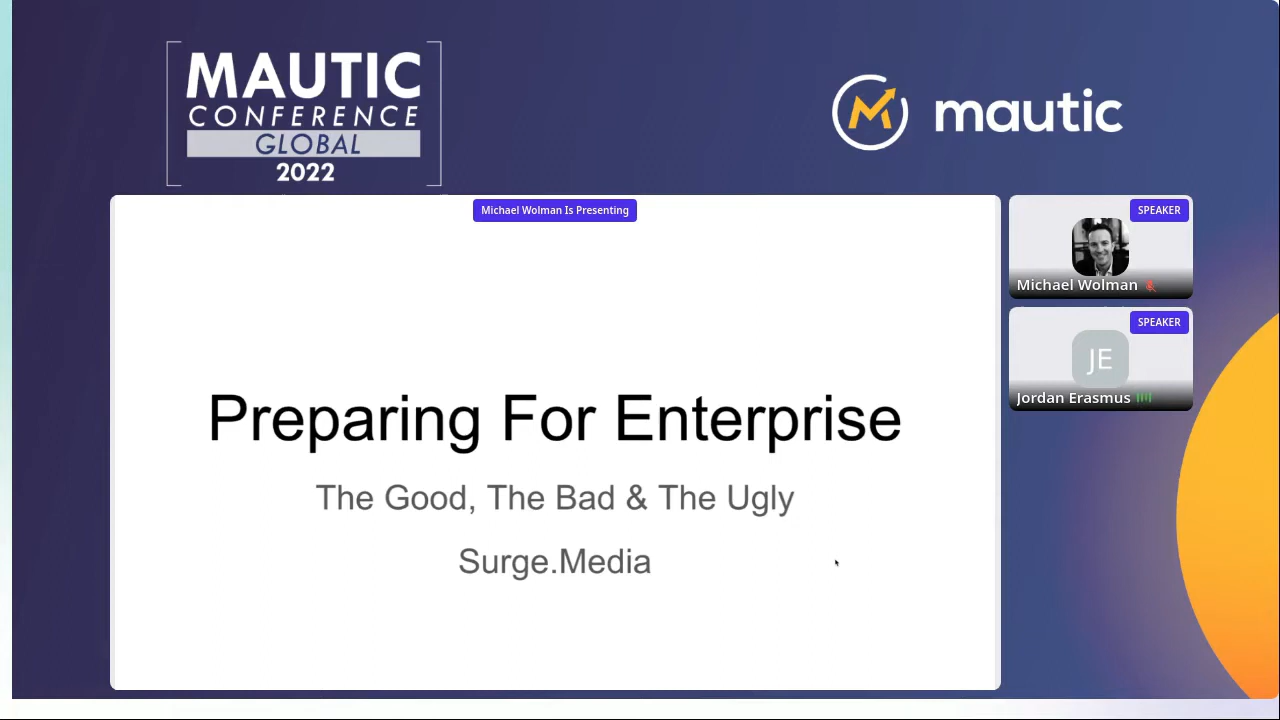 MAUTIC
CONFERENCE
GLOBAL
2022
mautic
Michael Wolman Is Presenting
SPEAKER
Michael Wolman
SPEAKER
JE
Jordan Erasmus
Preparing For Enterprise
The Good, The Bad & The Ugly
Surge.Media